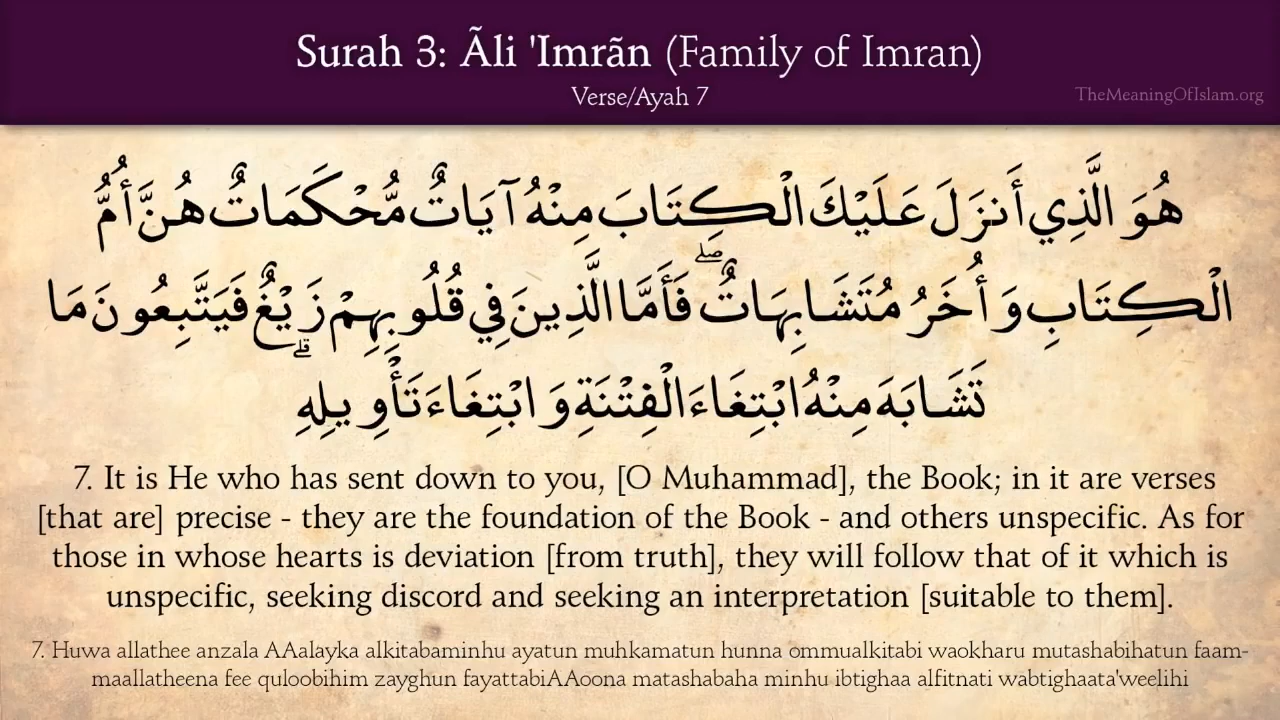 Surah 3: Ãli 'Imrãn (Family of Imran)
Verse/Ayah 7
TheMeaningOfIslam.org
هُوَ الَّذِي أَنزَلَ عَلَيْكَ الْكِتَابَ مِنْهُ آيَاتٌ مُّحْكَمَاتٌ هُنَّ أُمُّ
الْكِتَابِ وَأُخَرُ مُتَشَابِهَاتٌ ۖ فَأَمَّا الَّذِينَ فِي قُلُوبِهِمْ زَيْغٌ فَيَتَّبِعُونَ مَا
تَشَابَهَ مِنْهُ ابْتِغَاءَ الْفِتْنَةِ وَابْتِغَاءَ تَأْوِيلِهِ ۗ
7. It is He who has sent down to you, [O Muhammad], the Book; in it are verses
[that are] precise - they are the foundation of the Book - and others unspecific. As for
those in whose hearts is deviation [from truth], they will follow that of it which is
unspecific, seeking discord and seeking an interpretation [suitable to them].
7. Huwa allathee anzala AAalayka alkitabaminhu ayatun muhkamatun hunna ommualkitabi waokharu mutashabihatun faam-
maallatheena fee quloobihim zayghun fayattabiAAoona matashabaha minhu ibtighaa alfitnati wabtighaata'weelihi